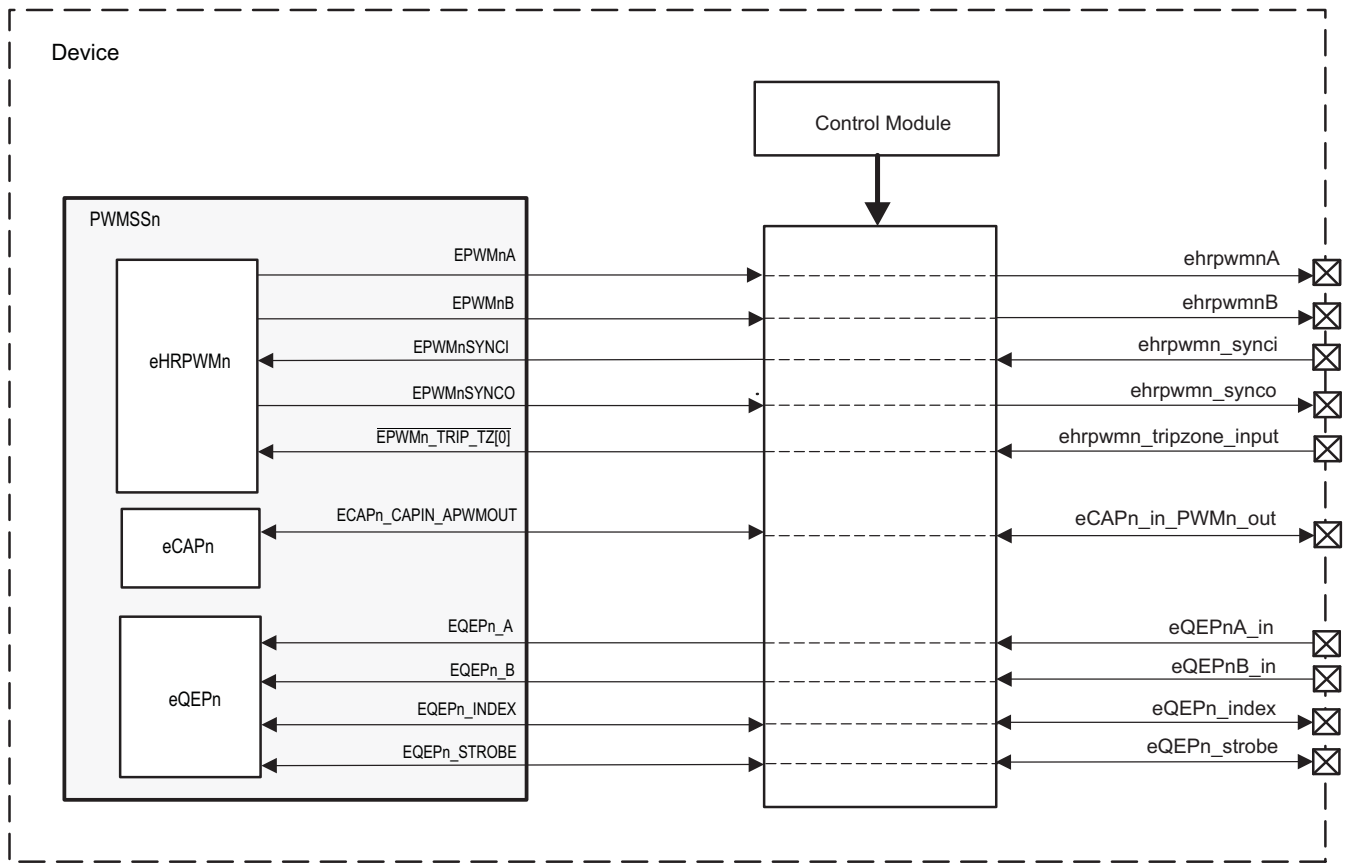 Device
Control Module
PWMSSn
EPWMnA
ehrpwmnA
EPWMnB
ehrpwmnB
eHRPWMn
EPWMnSYNCI
ehrpwmn_synci
EPWMnSYNCO
ehrpwmn_synco
EPWMn_TRIP_TZ[0]
ehrpwmn_tripzone_input
eCAPn
ECAPn_CAPIN_APWMOUT
eCAPn_in_PWMn_out
EQEPn_A
eQEPnA_in
EQEPn_B
eQEPnB_in
eQEPn
EQEPn_INDEX
eQEPn_index
EQEPn_STROBE
eQEPn_strobe